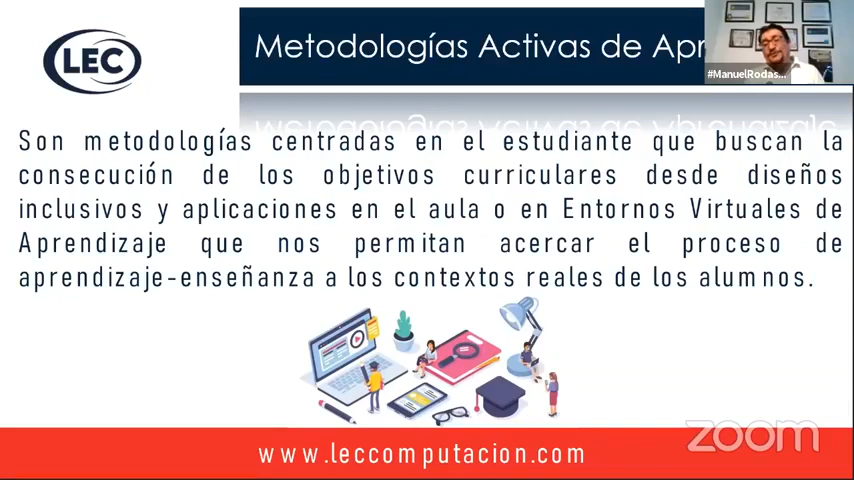 LEC
Metodologías Activas de Apr
#ManuelRodas...
Son metodologías centradas en el estudiante que buscan la
consecución de los objetivos curriculares desde diseños
inclusivos y aplicaciones en el aula o en Entornos Virtuales de
Aprendizaje que nos permitan acercar el proceso de
aprendizaje-enseñanza a los contextos reales de los alumnos.
zoom
www.leccomputacion.com